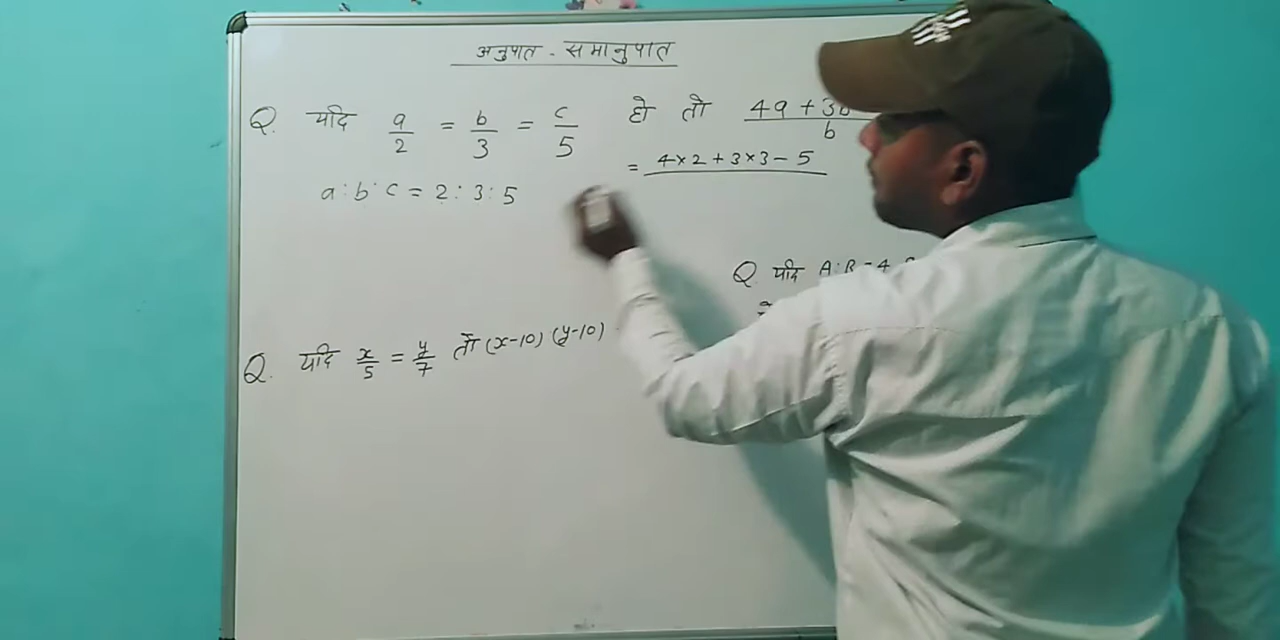 अनुपात - समानुपात
Q. यदि a/2 = b/3 = c/5 हो तो 4a + 3b / b
a : b : c = 2 : 3 : 5
= 4×2 + 3×3 - 5
Q यदि A : B = 4
Q. यदि x/5 = y/7 तो (x-10) (y-10)